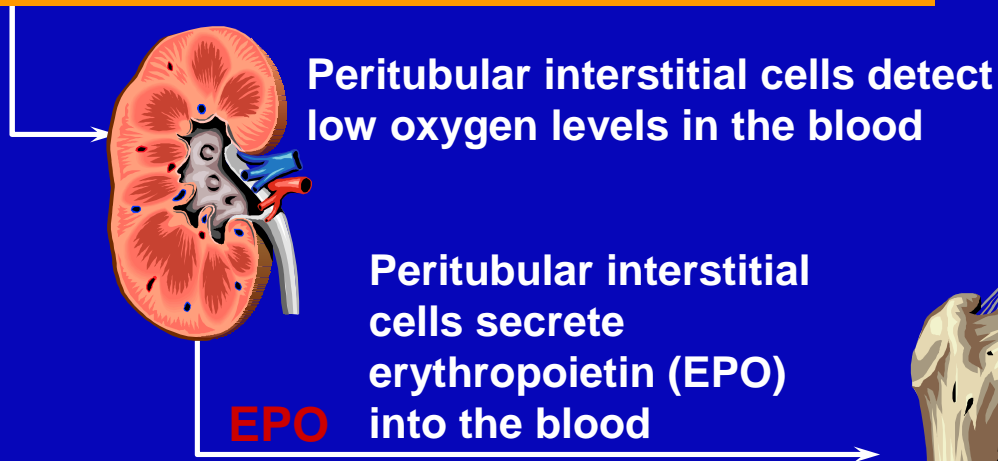 Peritubular interstitial cells detect
low oxygen levels in the blood
Peritubular interstitial
cells secrete
erythropoietin (EPO)
EPO into the blood